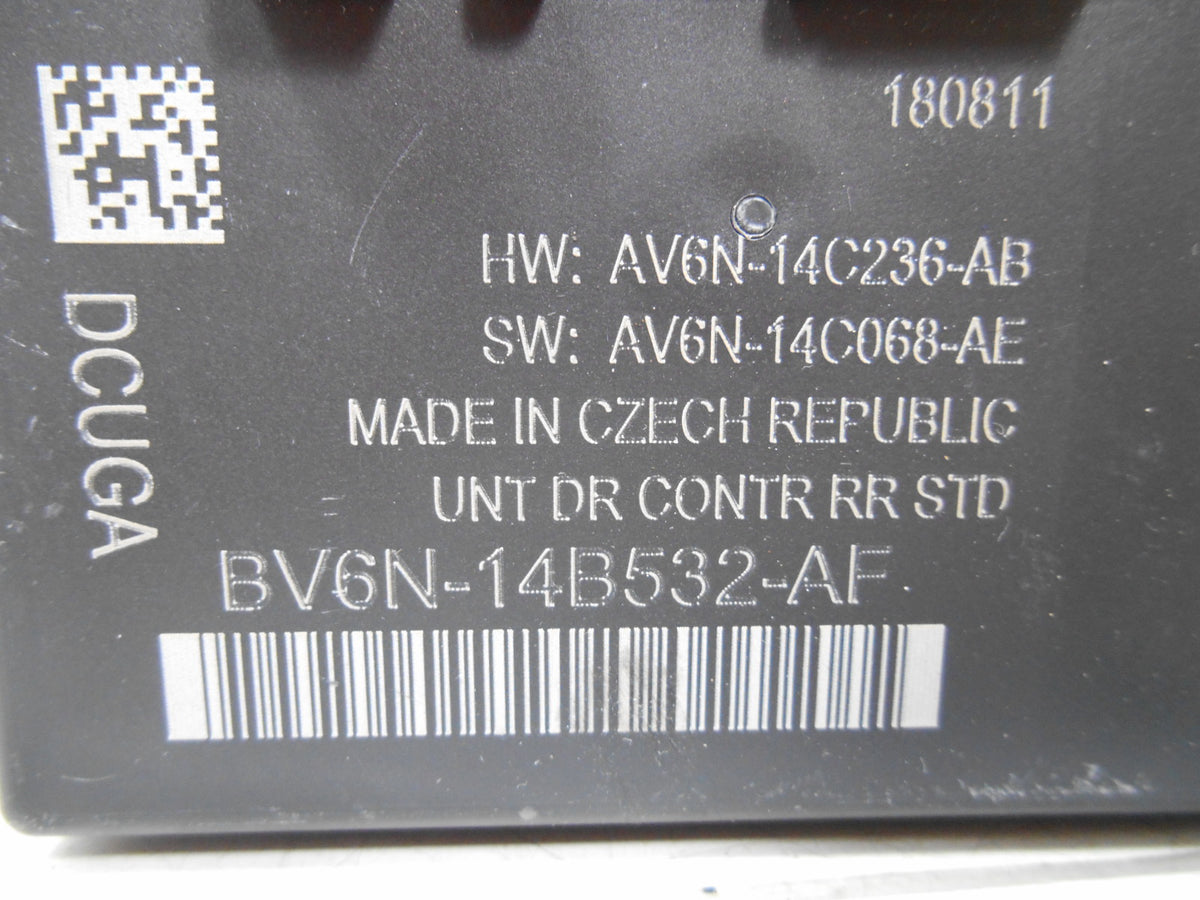 180811
HW: AV6N-14C236-AB
SW: AV6N-14C068-AE
MADE IN CZECH REPUBLIC
UNT DR CONTR RR STD
BV6N-14B532-AF
DCUGA